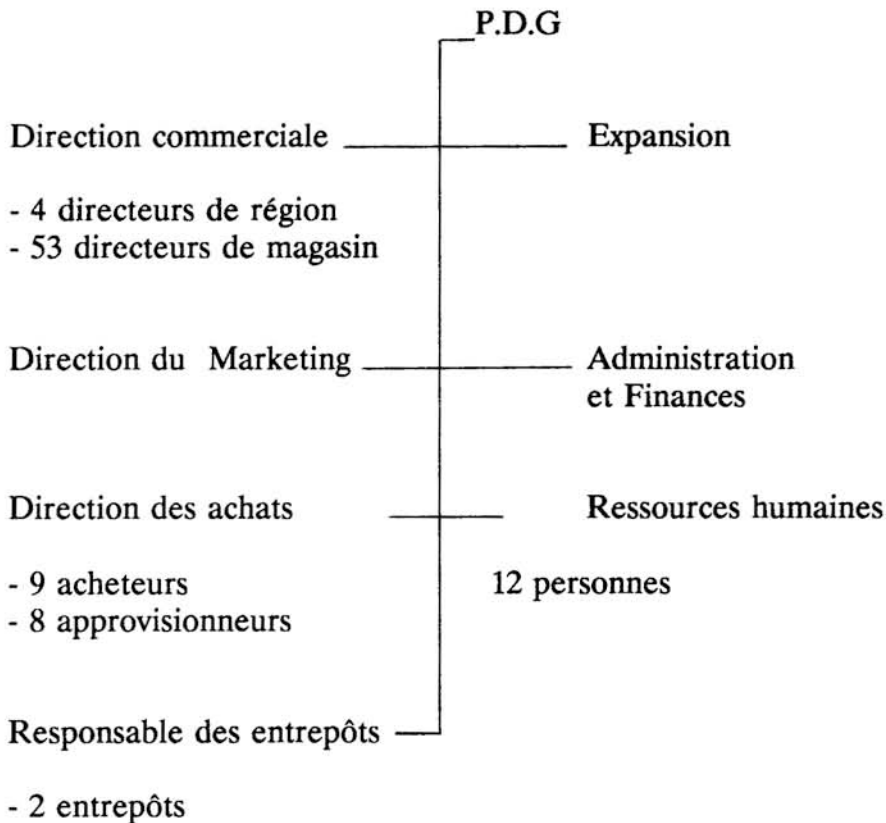 P.D.G
Direction commerciale
Expansion
- 4 directeurs de région
- 53 directeurs de magasin
Direction du Marketing
Administration
et Finances
Direction des achats
Ressources humaines
- 9 acheteurs
12 personnes
- 8 approvisionneurs
Responsable des entrepôts
- 2 entrepôts